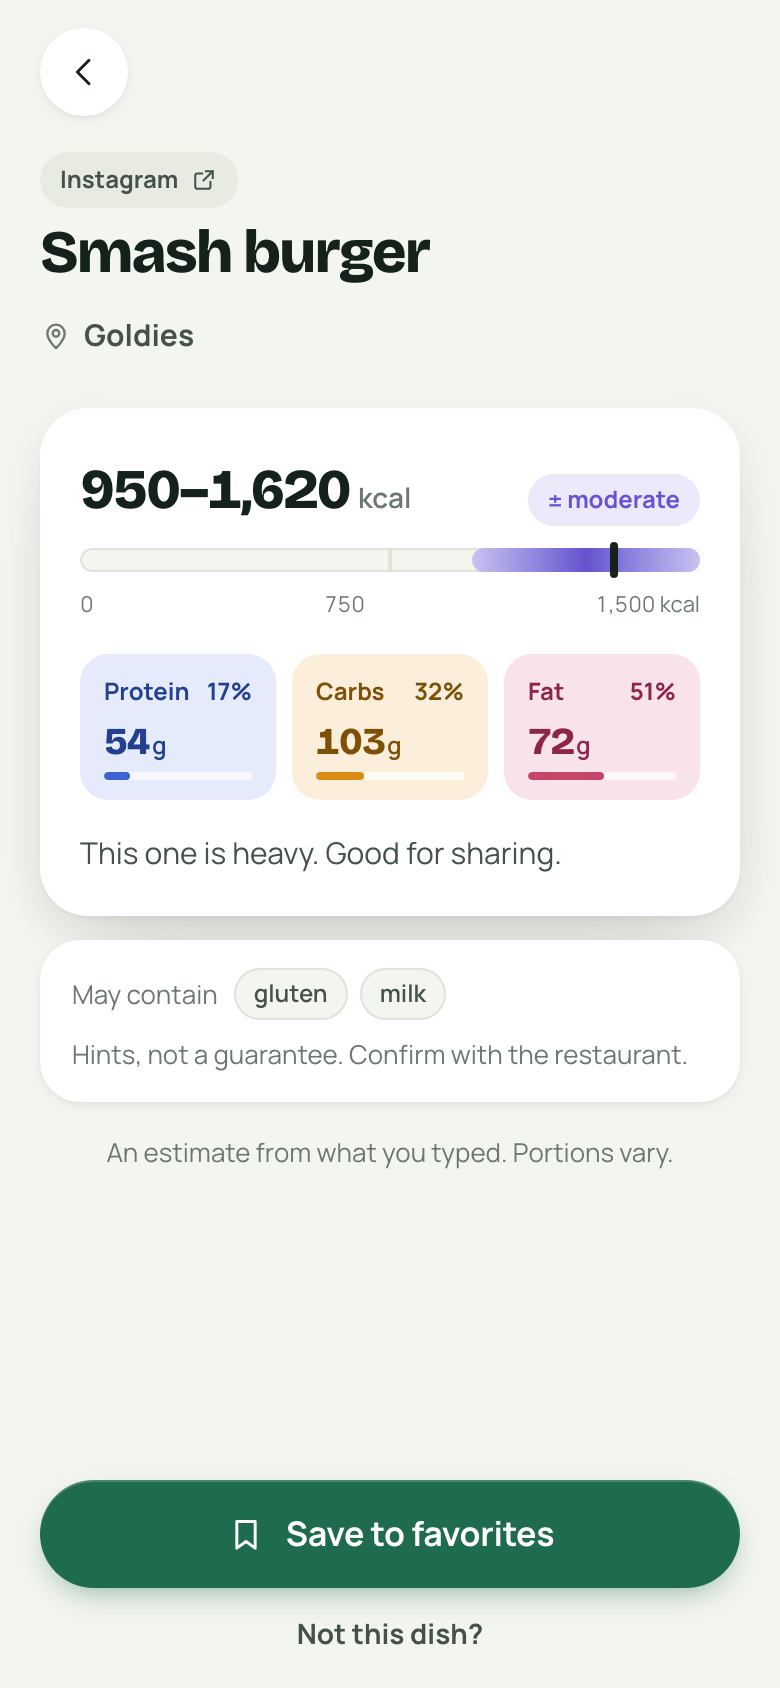 Instagram
Smash burger
Goldies
950–1,620 kcal ± moderate
0 750 1,500 kcal
Protein 17% Carbs 32% Fat 51%
54g 103g 72g
This one is heavy. Good for sharing.
May contain gluten milk
Hints, not a guarantee. Confirm with the restaurant.
An estimate from what you typed. Portions vary.
Save to favorites
Not this dish?